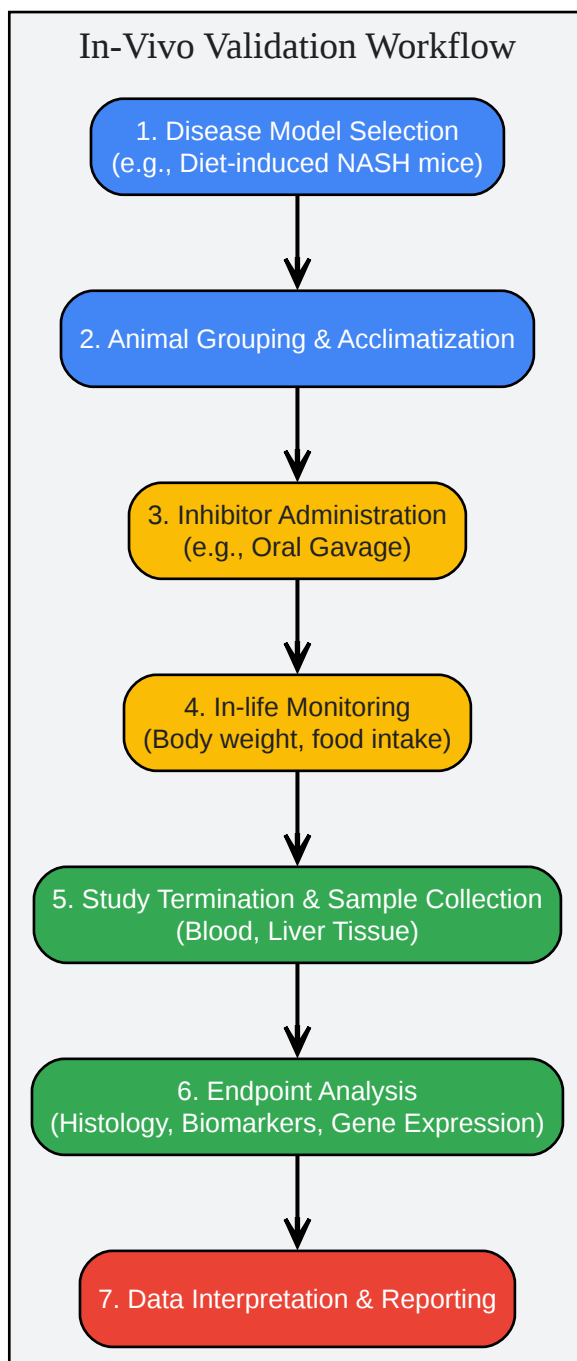 In-Vivo Validation Workflow
1. Disease Model Selection
(e.g., Diet-induced NASH mice)
2. Animal Grouping & Acclimatization
3. Inhibitor Administration
(e.g., Oral Gavage)
4. In-life Monitoring
(Body weight, food intake)
5. Study Termination & Sample Collection
(Blood, Liver Tissue)
6. Endpoint Analysis
(Histology, Biomarkers, Gene Expression)
7. Data Interpretation & Reporting